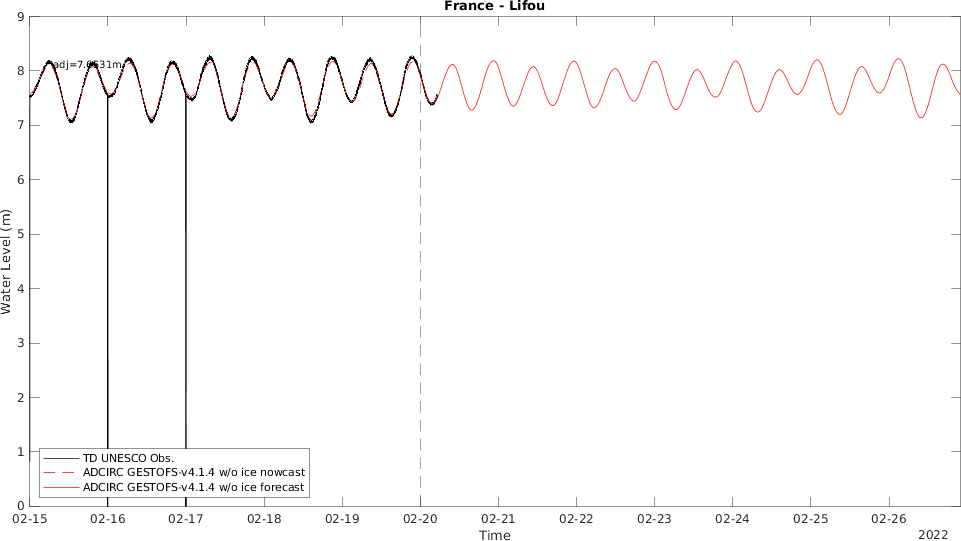 France - Lifou
9
8
7
6
5
4
3
2
1
0
Water Level (m)
TD UNESCO Obs.
ADCIRC GESTOFS-v4.1.4 w/o ice nowcast
ADCIRC GESTOFS-v4.1.4 w/o ice forecast
02-15 02-16 02-17 02-18 02-19 02-20 02-21 02-22 02-23 02-24 02-25 02-26
Time
2022